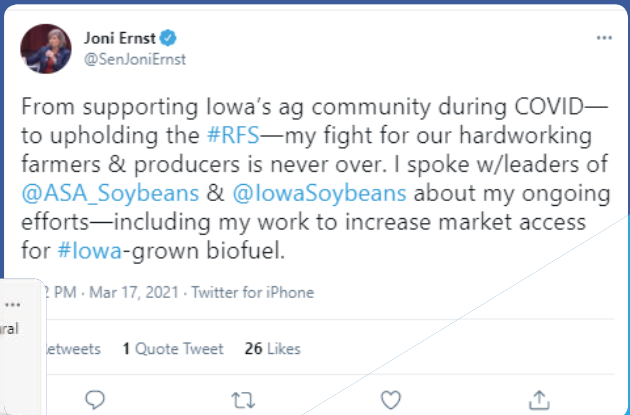 Joni Ernst
@SenJoniErnst
From supporting Iowa's ag community during COVID—
to upholding the #RFS—my fight for our hardworking
farmers & producers is never over. I spoke w/leaders of
@ASA_Soybeans & @IowaSoybeans about my ongoing
efforts—including my work to increase market access
for #Iowa-grown biofuel.
PM · Mar 17, 2021 · Twitter for iPhone
1 Quote Tweet 26 Likes